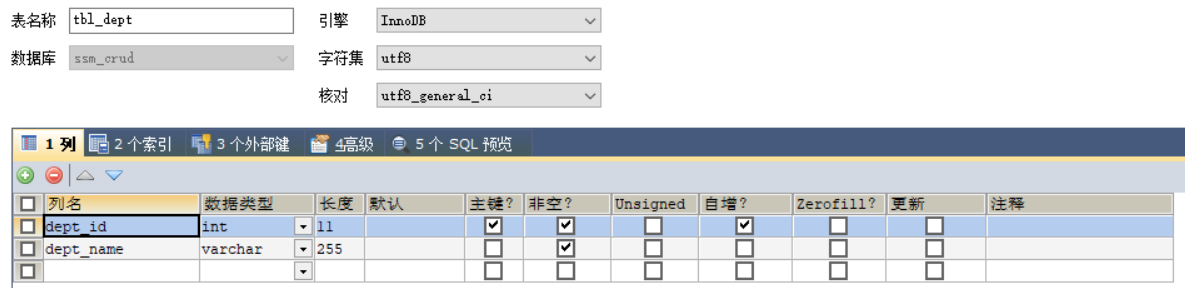 表名称 tbl_dept 引擎 InnoDB
数据库 ssm_crud 字符集 utf8
核对 utf8_general_ci
1 列 2 个索引 3 个外部键 4高级 5 个 SQL 预览
列名 数据类型 长度 默认 主键? 非空? Unsigned 自增? Zerofill? 更新 注释
dept_id int 11
dept_name varchar 255